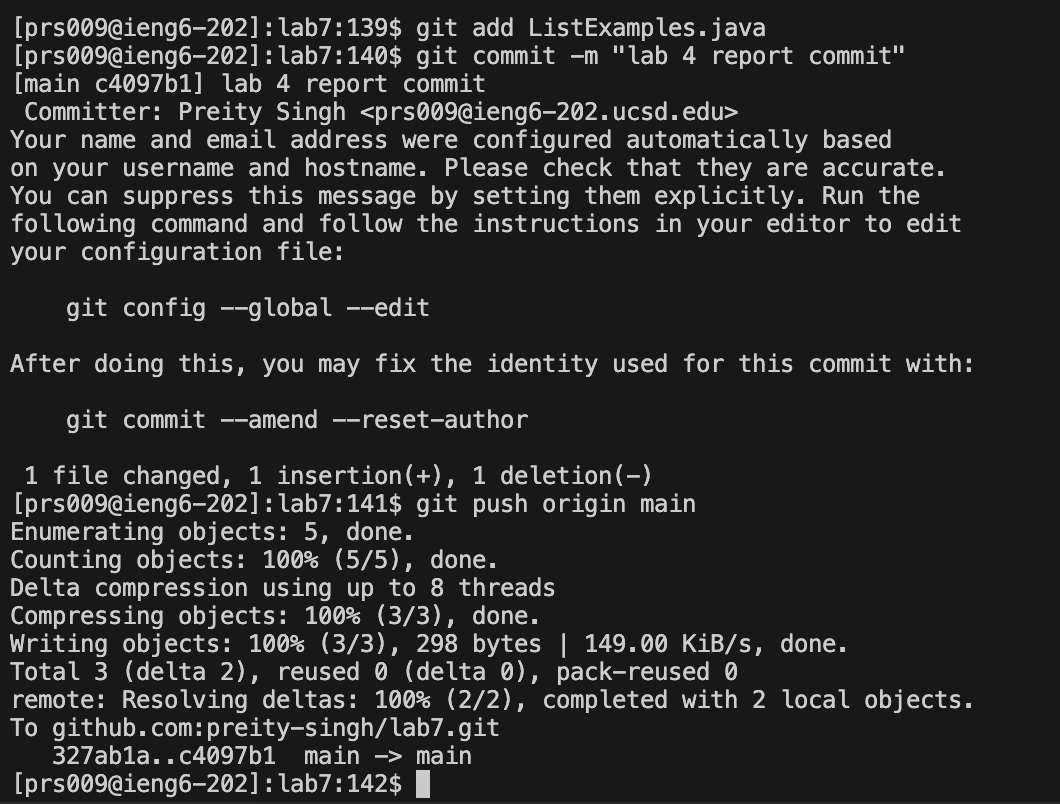 [prs009@ieng6-202]:lab7:139$ git add ListExamples.java
[prs009@ieng6-202]:lab7:140$ git commit -m "lab 4 report commit"
[main c4097b1] lab 4 report commit
 Committer: Preity Singh <prs009@ieng6-202.ucsd.edu>
Your name and email address were configured automatically based
on your username and hostname. Please check that they are accurate.
You can suppress this message by setting them explicitly. Run the
following command and follow the instructions in your editor to edit
your configuration file:

    git config --global --edit

After doing this, you may fix the identity used for this commit with:

    git commit --amend --reset-author

 1 file changed, 1 insertion(+), 1 deletion(-)
[prs009@ieng6-202]:lab7:141$ git push origin main
Enumerating objects: 5, done.
Counting objects: 100% (5/5), done.
Delta compression using up to 8 threads
Compressing objects: 100% (3/3), done.
Writing objects: 100% (3/3), 298 bytes | 149.00 KiB/s, done.
Total 3 (delta 2), reused 0 (delta 0), pack-reused 0
remote: Resolving deltas: 100% (2/2), completed with 2 local objects.
To github.com:preity-singh/lab7.git
   327ab1a..c4097b1  main -> main
[prs009@ieng6-202]:lab7:142$